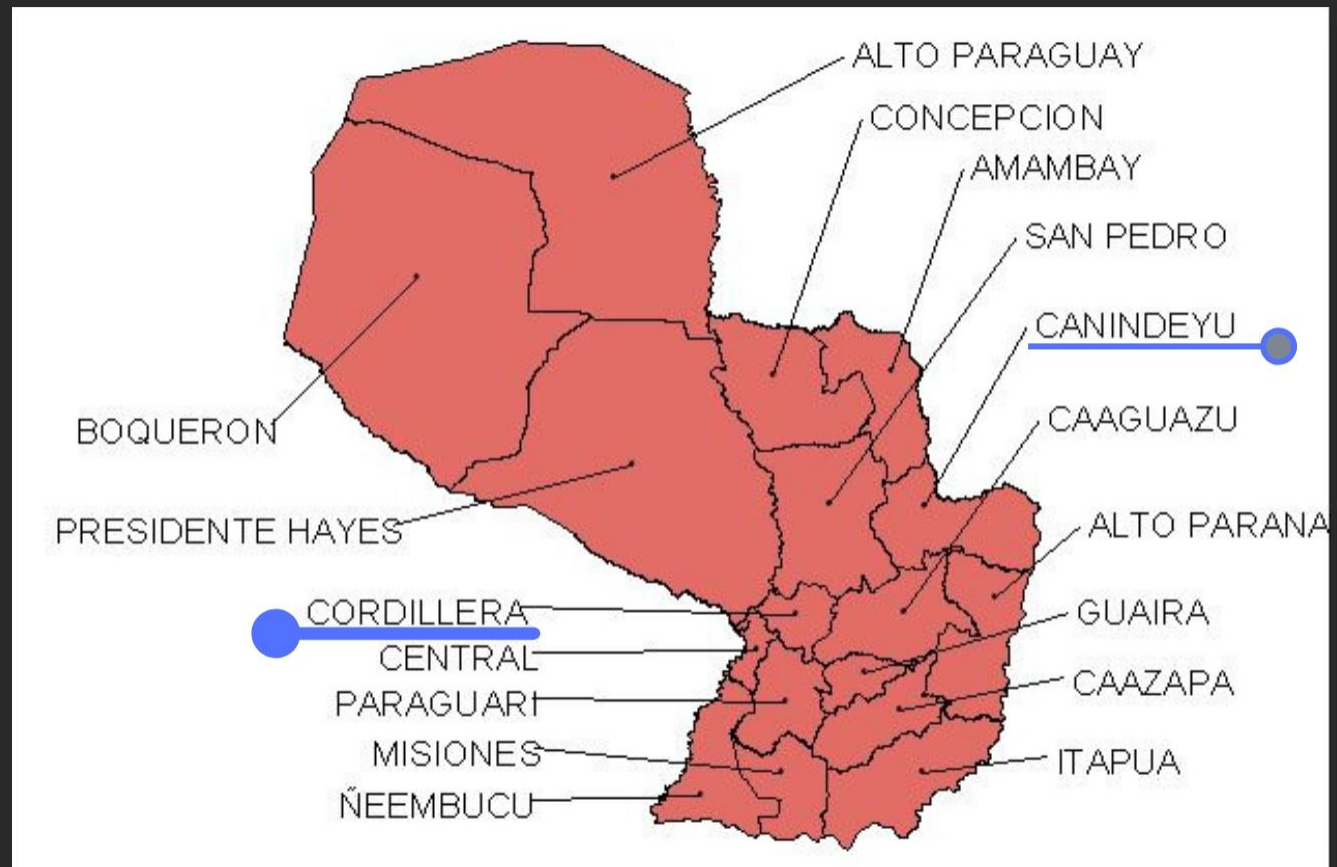 ALTO PARAGUAY
CONCEPCION
AMAMBAY
SAN PEDRO
CANINDEYU
CAAGUAZU
BOQUERON
ALTO PARANA
PRESIDENTE HAYES
CORDILLERA
GUAIRA
CENTRAL
CAAZAPA
PARAGUARI
MISIONES
ITAPUA
ÑEEMBUCU